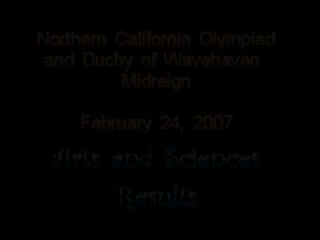 Northern California Olympiad
and Duchy of Wavehaven
Midreign
February 24, 2007
Arts and Sciences
Results